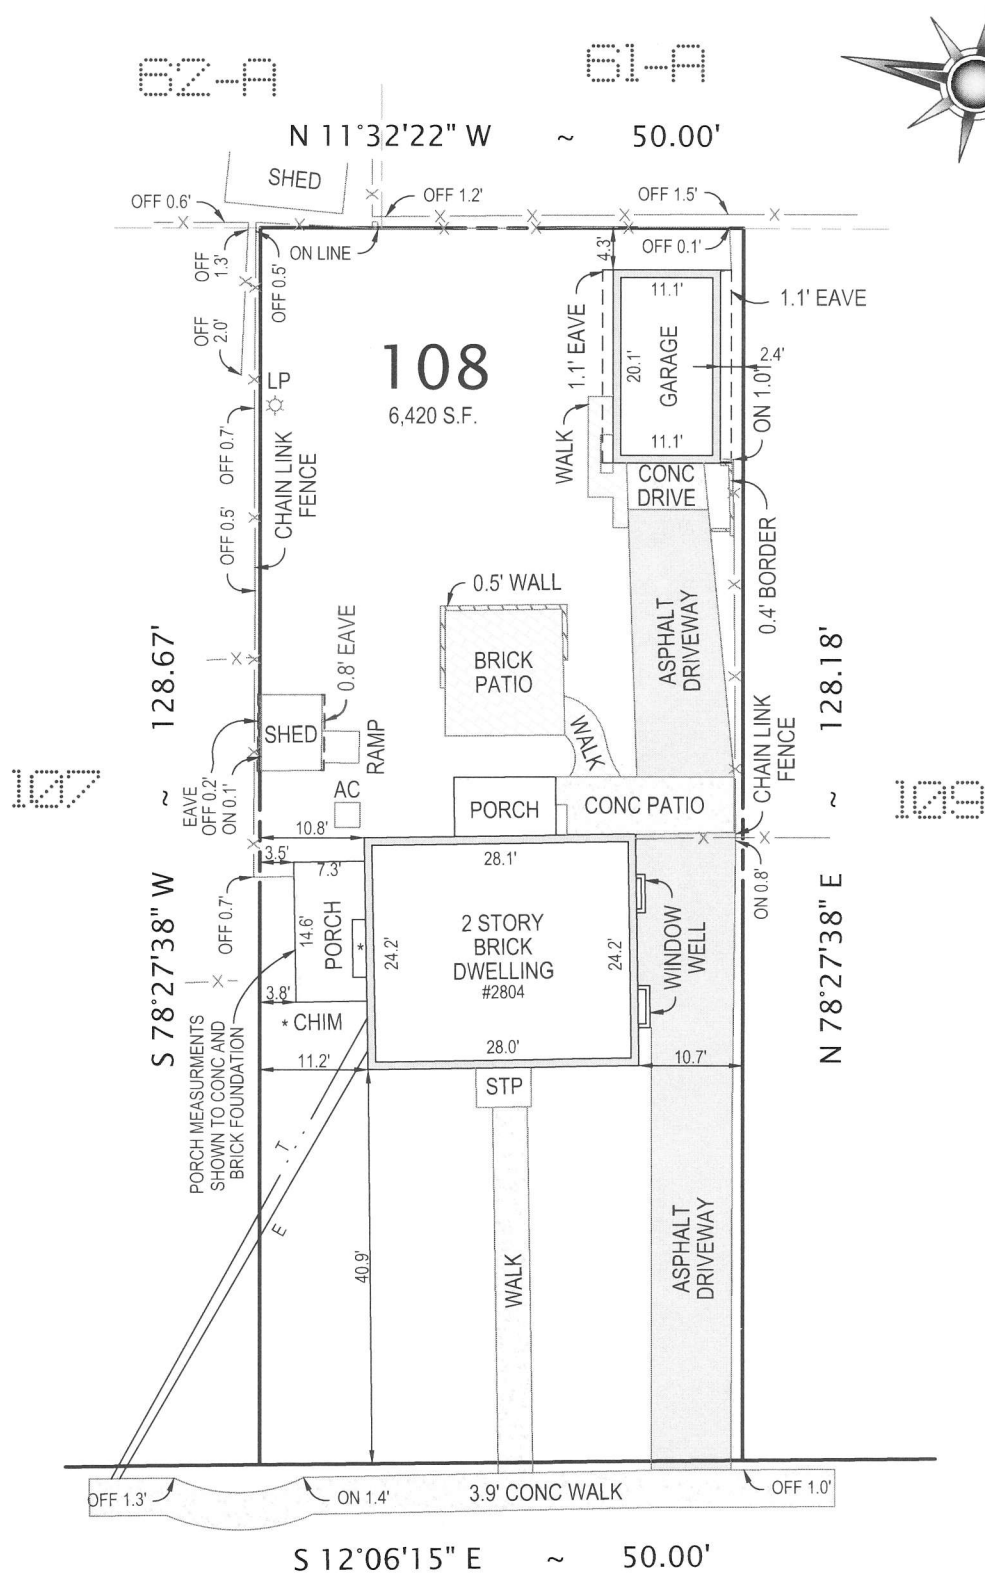 62-A
61-A
N 11°32'22" W ~ 50.00'
SHED
OFF 0.6'
OFF 1.2'
OFF 1.5'
OFF
1.3'
OFF 0.5'
ON LINE
4.3'
OFF 0.1'
OFF
2.0'
1.1' EAVE
11.1'
1.1' EAVE
20.1'
GARAGE
2.4'
11.1'
ON 1.0'
108
6,420 S.F.
LP
OFF 0.7'
CHAIN LINK
FENCE
WALK
CONC
DRIVE
OFF 0.5'
0.4' BORDER
0.5' WALL
BRICK
PATIO
ASPHALT
DRIVEWAY
S 78°27'38" W ~ 128.67'
N 78°27'38" E ~ 128.18'
0.8' EAVE
SHED
RAMP
WALK
CHAIN LINK
FENCE
107
109
EAVE
OFF 0.2'
ON 0.1'
AC
PORCH
CONC PATIO
10.8'
3.5'
7.3'
28.1'
ON 0.8'
OFF 0.7'
14.6'
PORCH
*
24.2'
2 STORY
BRICK
DWELLING
#2804
24.2'
WINDOW
WELL
3.8'
* CHIM
28.0'
11.2'
10.7'
PORCH MEASURMENTS
SHOWN TO CONC AND
BRICK FOUNDATION
STP
T
E
40.9'
WALK
ASPHALT
DRIVEWAY
OFF 1.3'
ON 1.4'
3.9' CONC WALK
OFF 1.0'
S 12°06'15" E ~ 50.00'